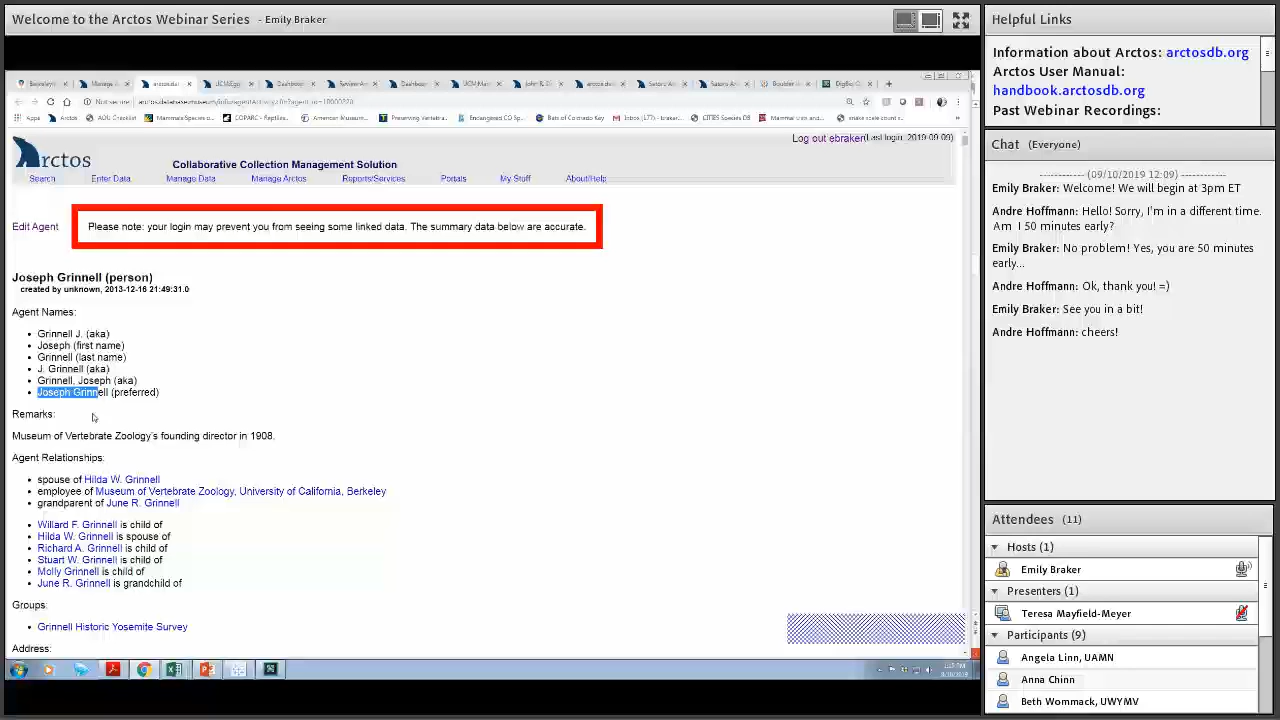 Welcome to the Arctos Webinar Series - Emily Braker
Log out ebraker(Last login: 2019-09-09)
Arctos
Collaborative Collection Management Solution
Search Enter Data Manage Data Manage Arctos Reports/Services Portals My Stuff About/Help
Edit Agent
Please note: your login may prevent you from seeing some linked data. The summary data below are accurate.
Joseph Grinnell (person)
created by unknown, 2013-12-16 21:49:31.0
Agent Names:
Grinnell J. (aka)
Joseph (first name)
Grinnell (last name)
J. Grinnell (aka)
Grinnell, Joseph (aka)
Joseph Grinnell (preferred)
Remarks:
Museum of Vertebrate Zoology's founding director in 1908.
Agent Relationships:
spouse of Hilda W. Grinnell
employee of Museum of Vertebrate Zoology, University of California, Berkeley
grandparent of June R. Grinnell
Willard F. Grinnell is child of
Hilda W. Grinnell is spouse of
Richard A. Grinnell is child of
Stuart W. Grinnell is child of
Molly Grinnell is child of
June R. Grinnell is grandchild of
Groups:
Grinnell Historic Yosemite Survey
Address:
Helpful Links
Information about Arctos: arctosdb.org
Arctos User Manual:
handbook.arctosdb.org
Past Webinar Recordings:
Chat (Everyone)
------------ (09/10/2019 12:09) ------------
Emily Braker: Welcome! We will begin at 3pm ET
Andre Hoffmann: Hello! Sorry, I'm in a different time.
Am I 50 minutes early?
Emily Braker: No problem! Yes, you are 50 minutes
early...
Andre Hoffmann: Ok, thank you! =)
Emily Braker: See you in a bit!
Andre Hoffmann: cheers!
Attendees (11)
Hosts (1)
Emily Braker
Presenters (1)
Teresa Mayfield-Meyer
Participants (9)
Angela Linn, UAMN
Anna Chinn
Beth Wommack, UWYMV